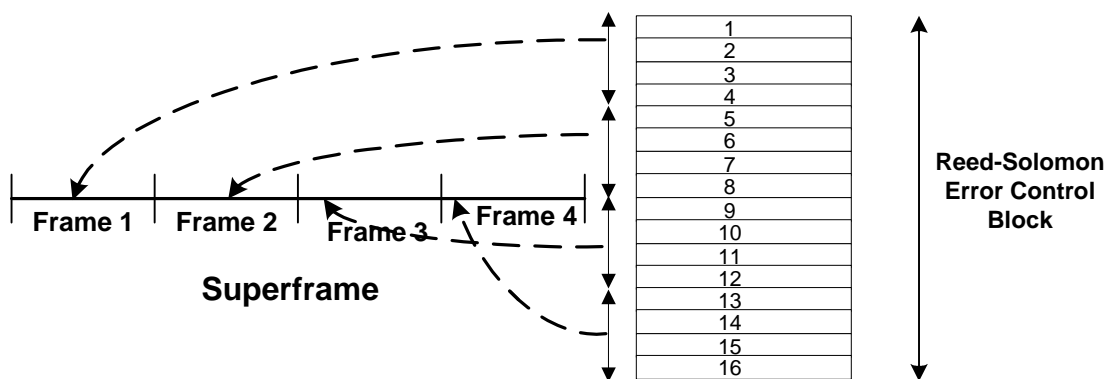 1
2
3
4
5
6
7
8
9
10
11
12
13
14
15
16
Frame 1
Frame 2
Frame 3
Frame 4
Superframe
Reed-Solomon
Error Control
Block